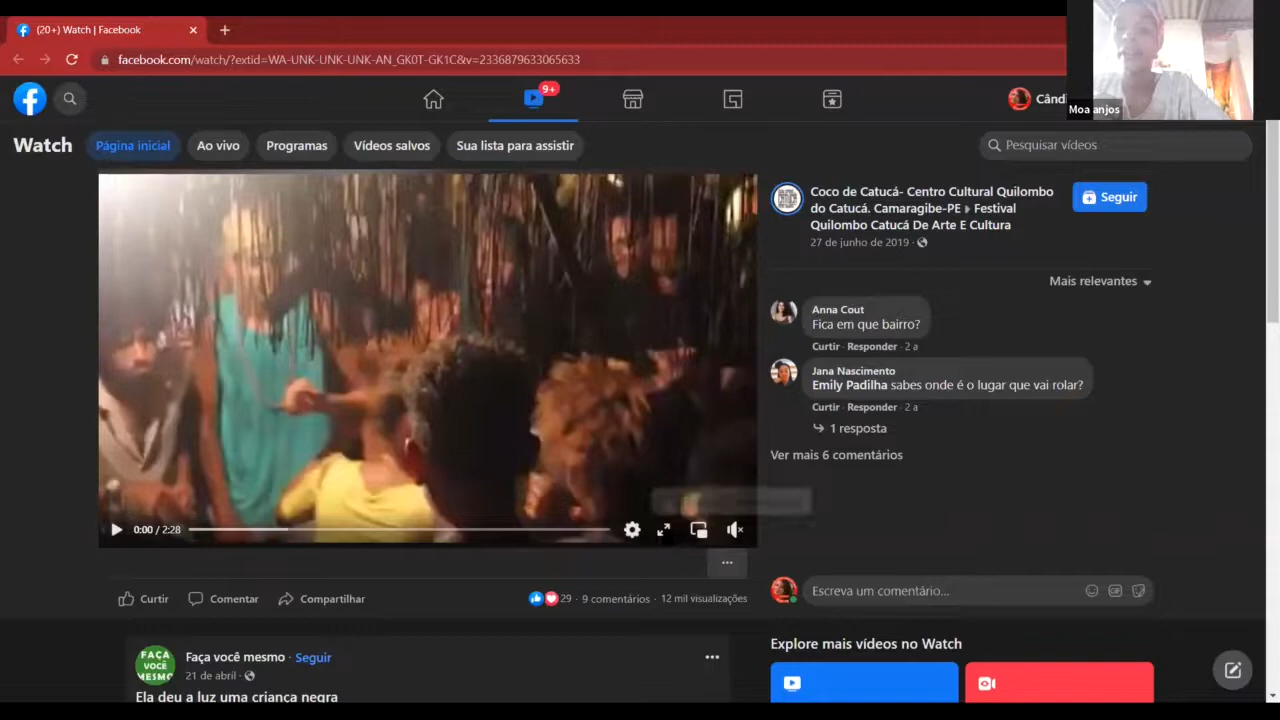 (20+) Watch | Facebook
facebook.com/watch/?extid=WA-UNK-UNK-UNK-AN_GK0T-GK1C&v=2336879633065633
9+
Cândi
Moa anjos
Watch
Página inicial
Ao vivo
Programas
Vídeos salvos
Sua lista para assistir
Pesquisar vídeos
Coco de Catucá- Centro Cultural Quilombo
do Catucá. Camaragibe-PE ▸ Festival
Quilombo Catucá De Arte E Cultura
27 de junho de 2019 ·
Seguir
Mais relevantes
Anna Cout
Fica em que bairro?
Curtir · Responder · 2 a
Jana Nascimento
Emily Padilha sabes onde é o lugar que vai rolar?
Curtir · Responder · 2 a
1 resposta
Ver mais 6 comentários
0:00 / 2:28
Curtir
Comentar
Compartilhar
29 · 9 comentários · 12 mil visualizações
Escreva um comentário...
FAÇA
VOCÊ
MESMO
Faça você mesmo · Seguir
21 de abril ·
Ela deu a luz uma criança negra
Explore mais vídeos no Watch